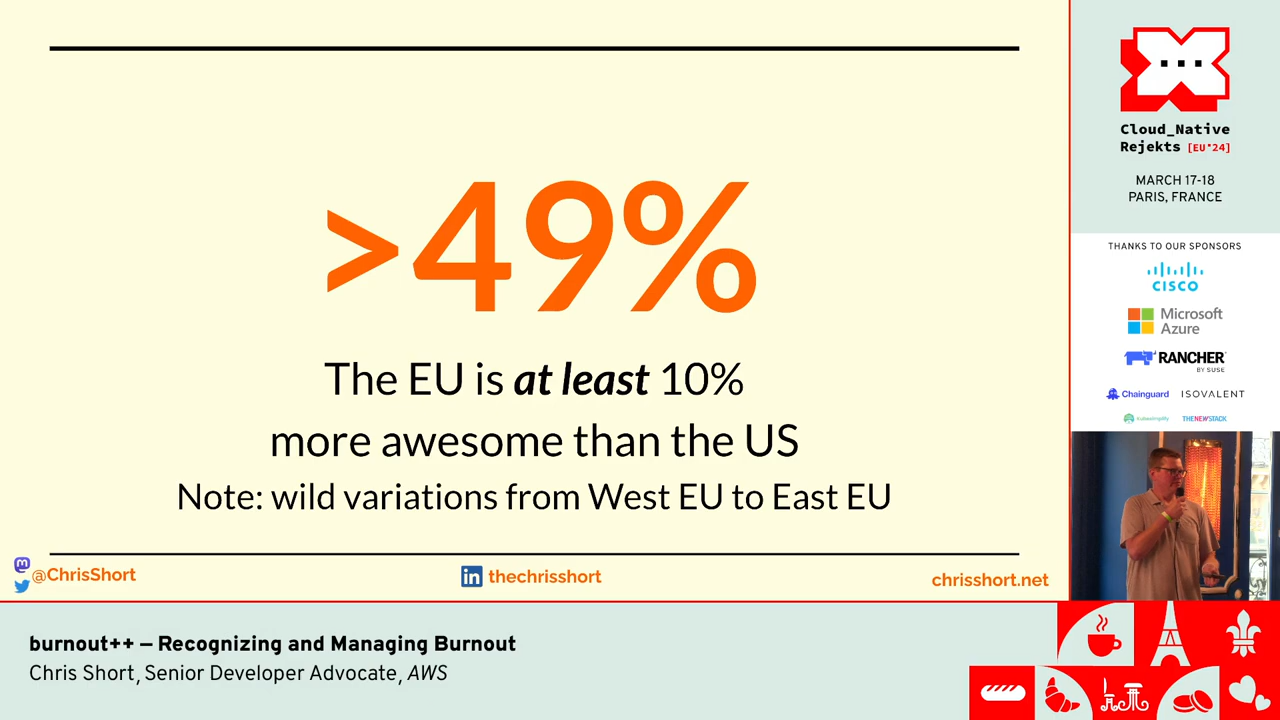 >49%
The EU is at least 10%
more awesome than the US
Note: wild variations from West EU to East EU
@ChrisShort
thechrisshort
chrisshort.net
burnout++ – Recognizing and Managing Burnout
Chris Short, Senior Developer Advocate, AWS
Cloud_Native
Rejekts [EU'24]
MARCH 17-18
PARIS, FRANCE
THANKS TO OUR SPONSORS
CISCO
Microsoft
Azure
RANCHER
BY SUSE
Chainguard
ISOVALENT
THENEWSTACK